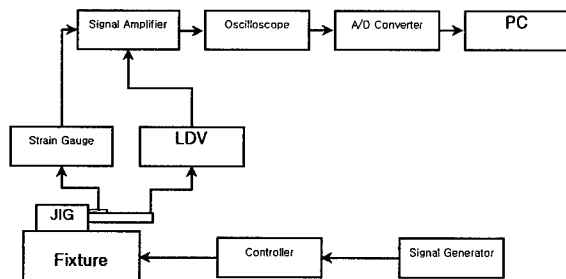 Signal Amplifier
Oscilloscope
A/D Converter
PC
Strain Gauge
LDV
JIG
Fixture
Controller
Signal Generator